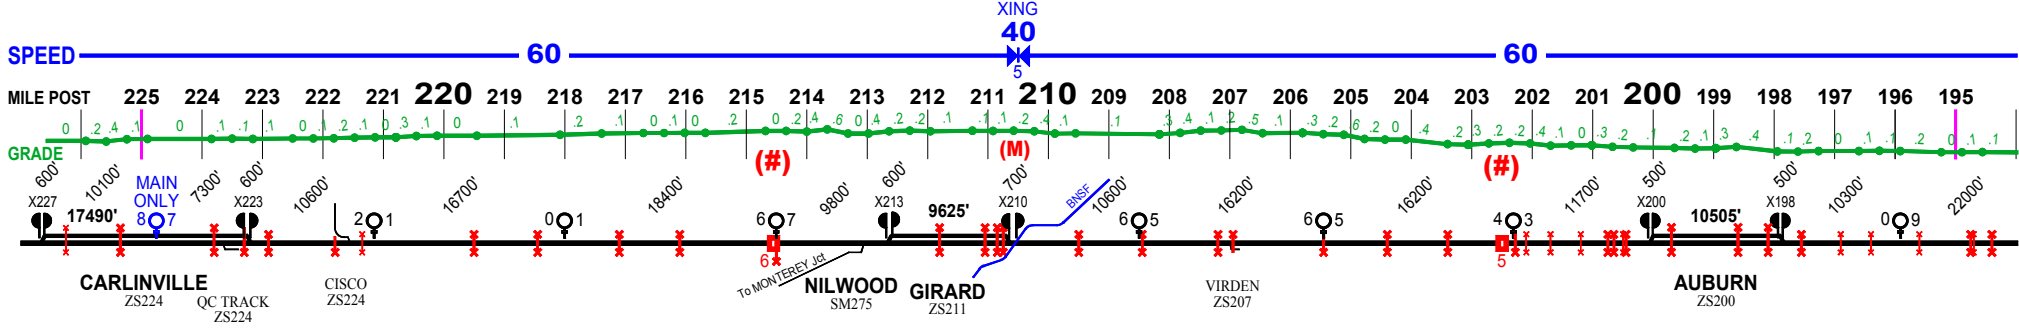 XING
40
SPEED 60 60
5
MILE POST 225 224 223 222 221 220 219 218 217 216 215 214 213 212 211 210 209 208 207 206 205 204 203 202 201 200 199 198 197 196 195
GRADE
(#) (M) (#)
600' 10100' 7300' 600' 10600' 16700' 18400' 9800' 600' 700' 10600' 16200' 16200' 11700' 500' 500' 10300' 22000'
MAIN
ONLY
BNSF
X227 X223 X213 X210 X200 X198
17490' 9625' 10505'
8 7 2 1 0 1 6 7 6 5 6 5 4 3 0 9
6 5
To MONTEREY Jct
CARLINVILLE
ZS224
QC TRACK
ZS224
CISCO
ZS224
NILWOOD
SM275
GIRARD
ZS211
VIRDEN
ZS207
AUBURN
ZS200